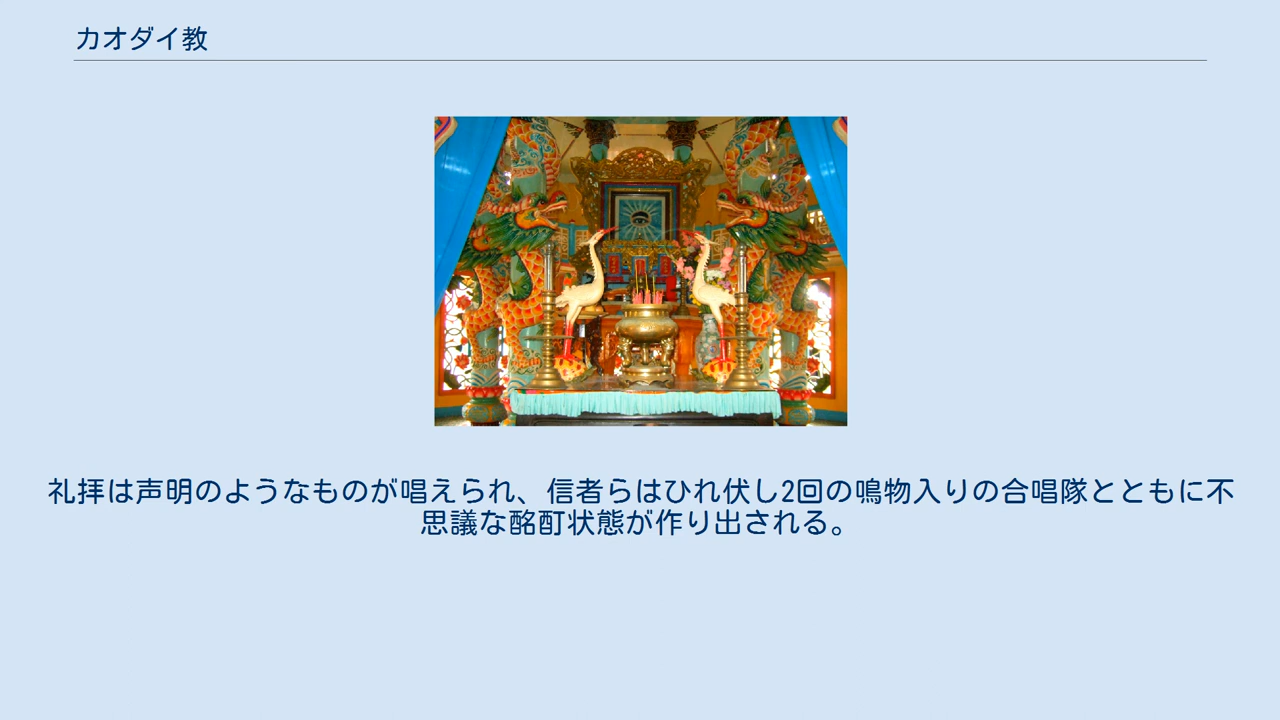 カオダイ教
礼拝は声明のようなものが唱えられ、信者らはひれ伏し2回の鳴物入りの合唱隊とともに不
思議な酩酊状態が作り出される。